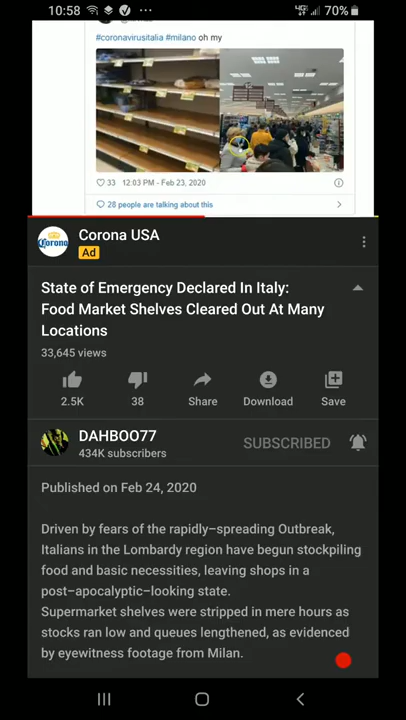 10:58
70%
#coronavirusitalia #milano oh my
33 12:03 PM - Feb 23, 2020
28 people are talking about this
Corona
Corona USA
Ad
State of Emergency Declared In Italy:
Food Market Shelves Cleared Out At Many
Locations
33,645 views
2.5K
38
Share
Download
Save
DAHBOO77
434K subscribers
SUBSCRIBED
Published on Feb 24, 2020
Driven by fears of the rapidly–spreading Outbreak,
Italians in the Lombardy region have begun stockpiling
food and basic necessities, leaving shops in a
post–apocalyptic–looking state.
Supermarket shelves were stripped in mere hours as
stocks ran low and queues lengthened, as evidenced
by eyewitness footage from Milan.